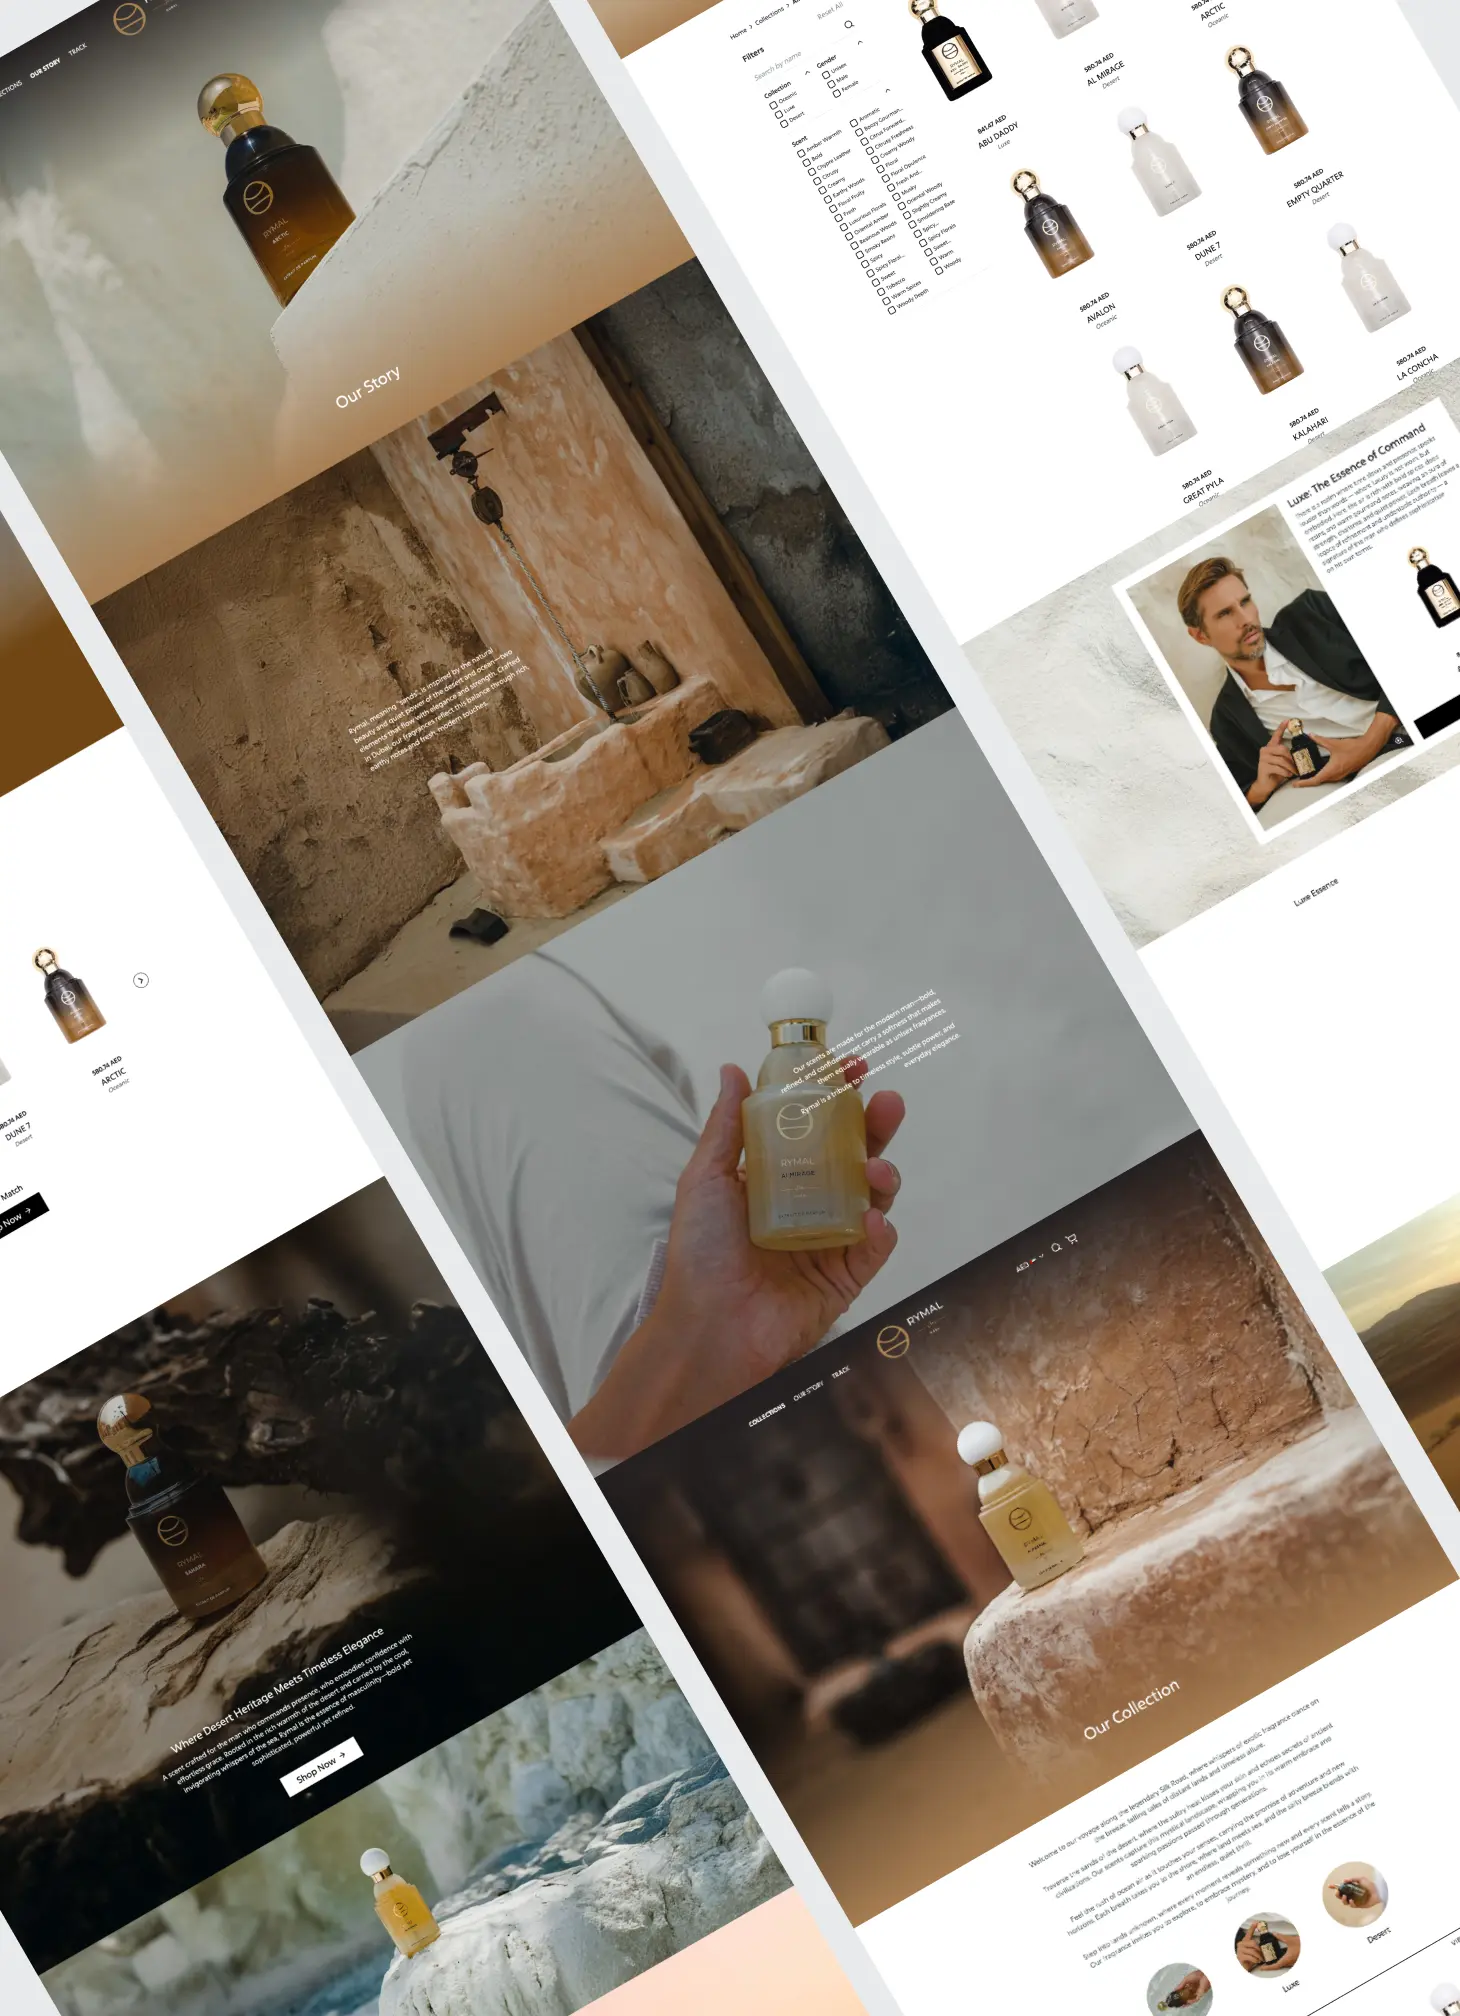 COLLECTIONS
OUR STORY
TRACK
RYMAL
ARCTIC
EXTRAIT DE PARFUM
Our Story
Rymal, meaning "sands", is inspired by the natural
beauty and quiet power of the desert and ocean—two
elements that flow with elegance and strength. Crafted
in Dubai, our fragrances reflect this balance through rich,
earthy notes and fresh, modern touches.
Our scents are made for the modern man—bold,
refined, and confident—yet carry a softness that makes
them equally wearable as unisex fragrances.
Rymal is a tribute to timeless style, subtle power, and
everyday elegance.
RYMAL
AL MIRAGE
580.74 AED
ARCTIC
Oceanic
580.74 AED
DUNE 7
Desert
Match
Now →
RYMAL
SAHARA
Where Desert Heritage Meets Timeless Elegance
A scent crafted for the man who commands presence, who embodies confidence with
effortless grace. Rooted in the rich warmth of the desert and carried by the cool,
invigorating whispers of the sea, Rymal is the essence of masculinity—bold yet
sophisticated, powerful yet refined.
Shop Now →
Home > Collections >
Filters
Reset All
Search by name
Collection
Oceanic
Luxe
Desert
Gender
Unisex
Male
Female
Scent
Amber Warmth
Bold
Chypre Leather
Citrusy
Creamy
Earthy Woods
Floral Fruity
Fresh
Luxurious Florals
Oriental Amber
Resinous Woods
Smoky Resins
Spicy
Spicy Floral...
Sweet
Tobacco
Warm Spices
Woody Depth
Aromatic
Boozy Gourman...
Citrus Forward...
Citrusy Freshness
Creamy Woody
Floral
Floral Opulence
Fresh And...
Musky
Oriental Woody
Slightly Creamy
Smoldering Base
Spicy...
Spicy Florals
Sweet...
Warm
Woody
841.47 AED
ABU DADDY
Luxe
580.74 AED
AL MIRAGE
Desert
580.74 AED
ARCTIC
Oceanic
580.74 AED
AVALON
Oceanic
580.74 AED
DUNE 7
Desert
580.74 AED
EMPTY QUARTER
Desert
580.74 AED
GREAT PYLA
Oceanic
580.74 AED
KALAHARI
Desert
580.74 AED
LA CONCHA
Oceanic
Luxe: The Essence of Command
There is a realm where time slows and presence speaks
louder than words— where luxury is not worn, but
embodied. Here, the air is rich with bold spices, deep
resins, and warm gourmand notes, weaving an aura of
strength, charisma and quiet power. Each breath leaves a
legacy of refinement and undeniable authority— a
signature of the man who defines sophistication
on his own terms.
Luxe Essence
AED
RYMAL
COLLECTIONS
OUR STORY
TRACK
Our Collection
Welcome to our voyage along the legendary Silk Road, where whispers of exotic fragrance dance on
the breeze, telling tales of distant lands and timeless allure.
Traverse the sands of the desert, where the sultry heat kisses your skin and echoes secrets of ancient
civilizations. Our scents capture this mystical landscape, wrapping you in its warm embrace and
sparking passions passed through generations.
Feel the rush of ocean air as it touches your senses, carrying the promise of adventure and new
horizons. Each breath takes you to the shore, where land meets sea, and the salty breeze blends with
an endless, quiet thrill.
Step into lands unknown, where every moment reveals something new and every scent tells a story.
Our fragrance invites you to explore, to embrace mystery, and to lose yourself in the essence of the
journey.
Luxe
Desert